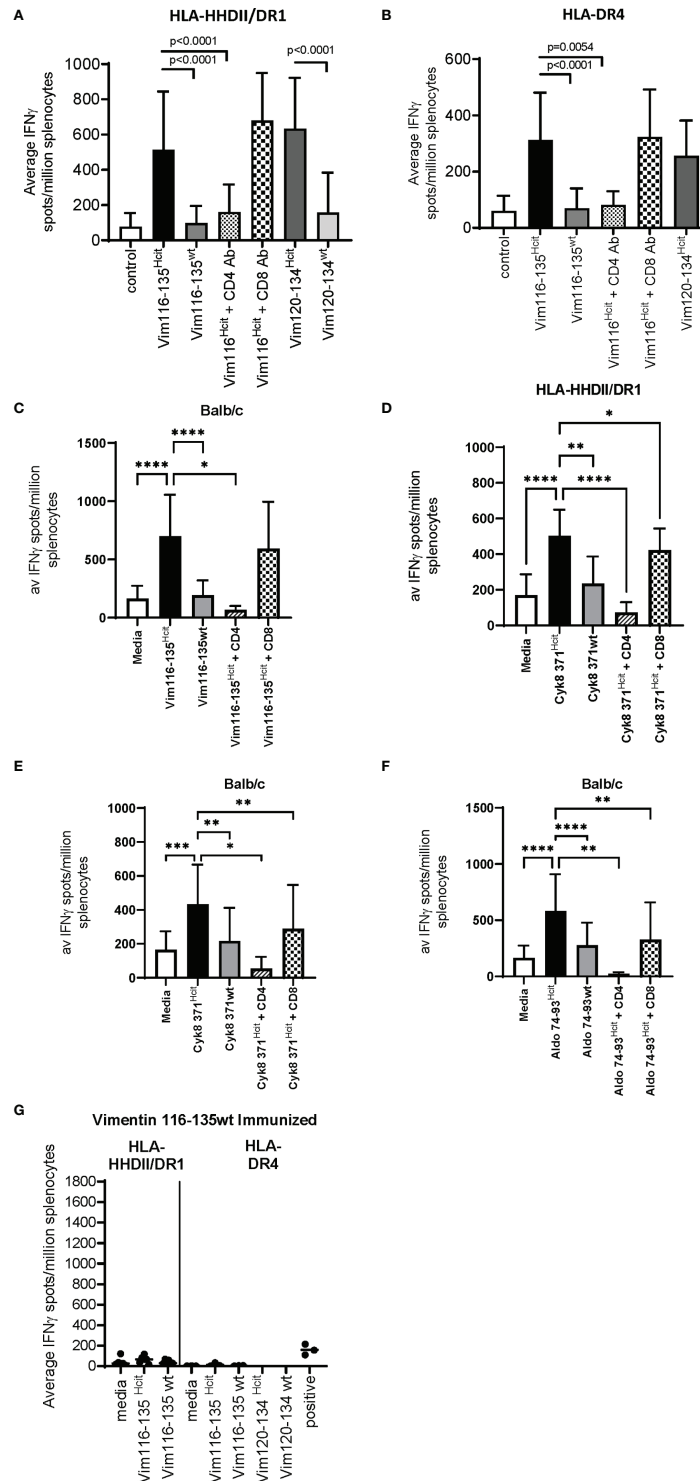 A
HLA-HHDII/DR1
p<0.0001
p<0.0001
p<0.0001
Average IFNγ
spots/million splenocytes
1000
800
600
400
200
0
control
Vim116-135Hcit
Vim116-135wt
Vim116Hcit + CD4 Ab
Vim116Hcit + CD8 Ab
Vim120-134Hcit
Vim120-134wt
B
HLA-DR4
p=0.0054
p<0.0001
Average IFNγ
spots/million splenocytes
600
400
200
0
control
Vim116-135Hcit
Vim116-135wt
Vim116Hcit + CD4 Ab
Vim116Hcit + CD8 Ab
Vim120-134Hcit
C
Balb/c
**** 
**** *
av IFNγ spots/million
splenocytes
1500
1000
500
0
Media
Vim116-135Hcit
Vim116-135wt
Vim116-135Hcit + CD4
Vim116-135Hcit + CD8
D
HLA-HHDII/DR1
*
**
**** ****
av IFNγ spots/million
splenocytes
1000
800
600
400
200
0
Media
Cyk8 371Hcit
Cyk8 371wt
Cyk8 371Hcit + CD4
Cyk8 371Hcit + CD8
E
Balb/c
**
**
*** *
av IFNγ spots/million
splenocytes
1000
800
600
400
200
0
Media
Cyk8 371Hcit
Cyk8 371wt
Cyk8 371Hcit + CD4
Cyk8 371Hcit + CD8
F
Balb/c
**
****
**** **
av IFNγ spots/million
splenocytes
1500
1000
500
0
Media
Aldo 74-93Hcit
Aldo 74-93wt
Aldo 74-93Hcit + CD4
Aldo 74-93Hcit + CD8
G
Vimentin 116-135wt Immunized
HLA-
HHDII/DR1
HLA-
DR4
Average IFNγ spots/million splenocytes
1800
1600
1400
1200
1000
800
600
400
200
0
media
Vim116-135 Hcit
Vim116-135 wt
media
Vim116-135 Hcit
Vim116-135 wt
Vim120-134 Hcit
Vim120-134 wt
positive